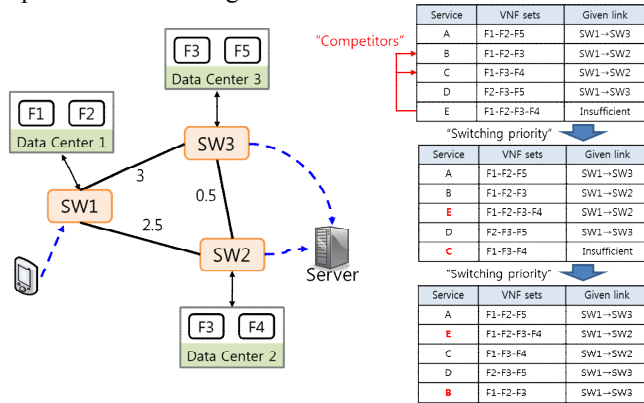 F3 F5
Data Center 3
F1 F2
Data Center 1
SW3
3
0.5
SW1
2.5
SW2
Server
F3 F4
Data Center 2
"Competitors"
Service VNF sets Given link
A F1-F2-F5 SW1→SW3
B F1-F2-F3 SW1→SW2
C F1-F3-F4 SW1→SW2
D F2-F3-F5 SW1→SW3
E F1-F2-F3-F4 Insufficient
"Switching priority"
Service VNF sets Given link
A F1-F2-F5 SW1→SW3
B F1-F2-F3 SW1→SW2
E F1-F2-F3-F4 SW1→SW2
D F2-F3-F5 SW1→SW3
C F1-F3-F4 Insufficient
"Switching priority"
Service VNF sets Given link
A F1-F2-F5 SW1→SW3
E F1-F2-F3-F4 SW1→SW2
C F1-F3-F4 SW1→SW2
D F2-F3-F5 SW1→SW3
B F1-F2-F3 SW1→SW2